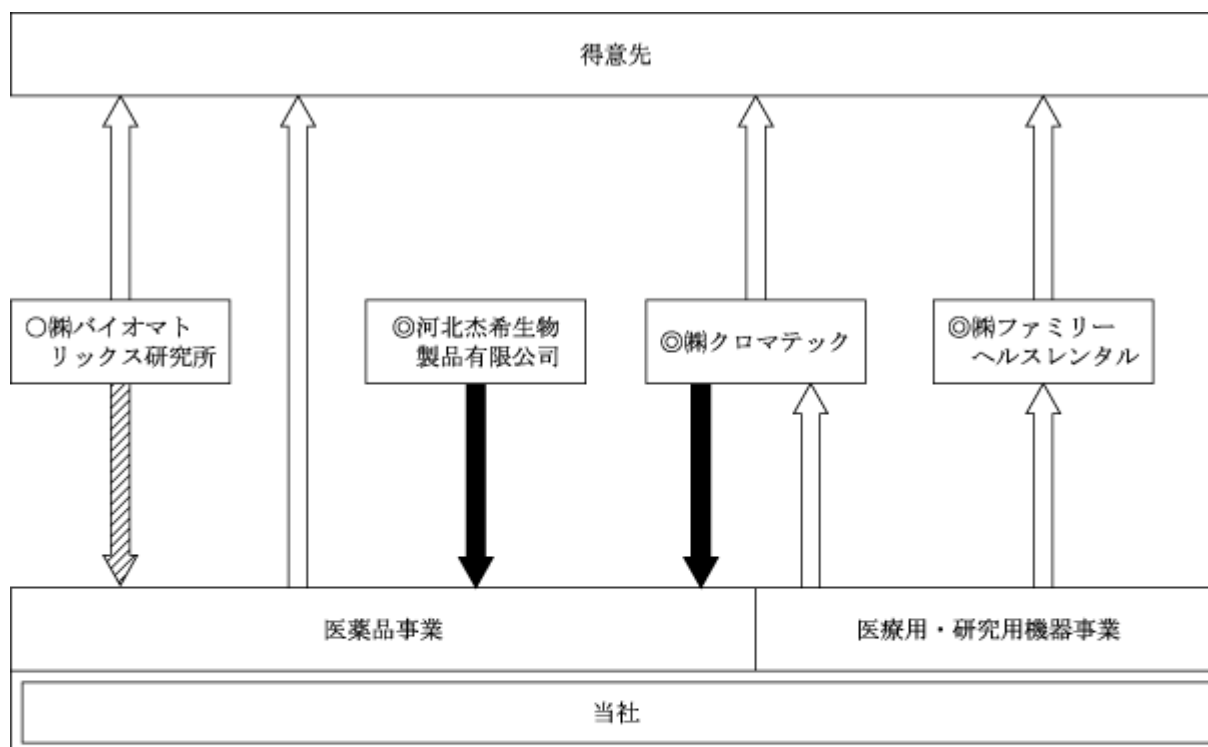 得意先
○㈱バイオマト
リックス研究所
◎河北杰希生物
製品有限公司
◎㈱クロマテック
◎㈱ファミリー
ヘルスレンタル
医薬品事業
医療用・研究用機器事業
当社